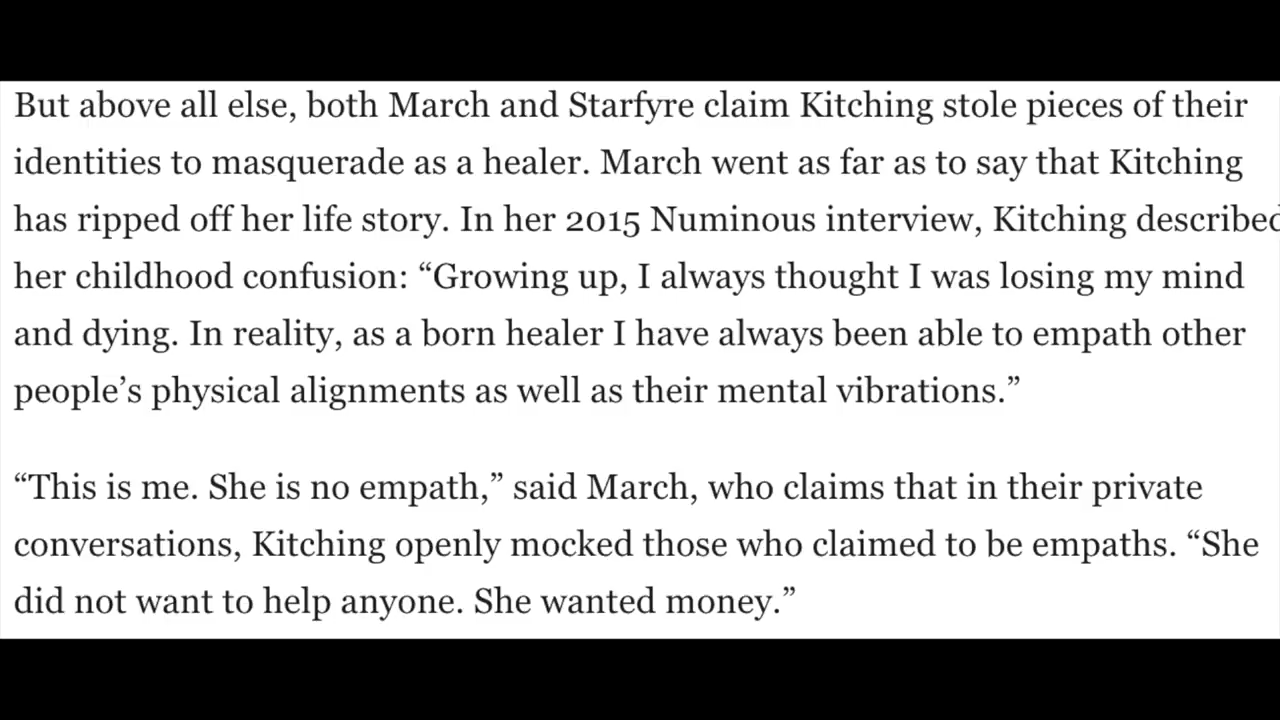 But above all else, both March and Starfyre claim Kitching stole pieces of their
identities to masquerade as a healer. March went as far as to say that Kitching
has ripped off her life story. In her 2015 Numinous interview, Kitching described
her childhood confusion: “Growing up, I always thought I was losing my mind
and dying. In reality, as a born healer I have always been able to empath other
people’s physical alignments as well as their mental vibrations.”
“This is me. She is no empath,” said March, who claims that in their private
conversations, Kitching openly mocked those who claimed to be empaths. “She
did not want to help anyone. She wanted money.”